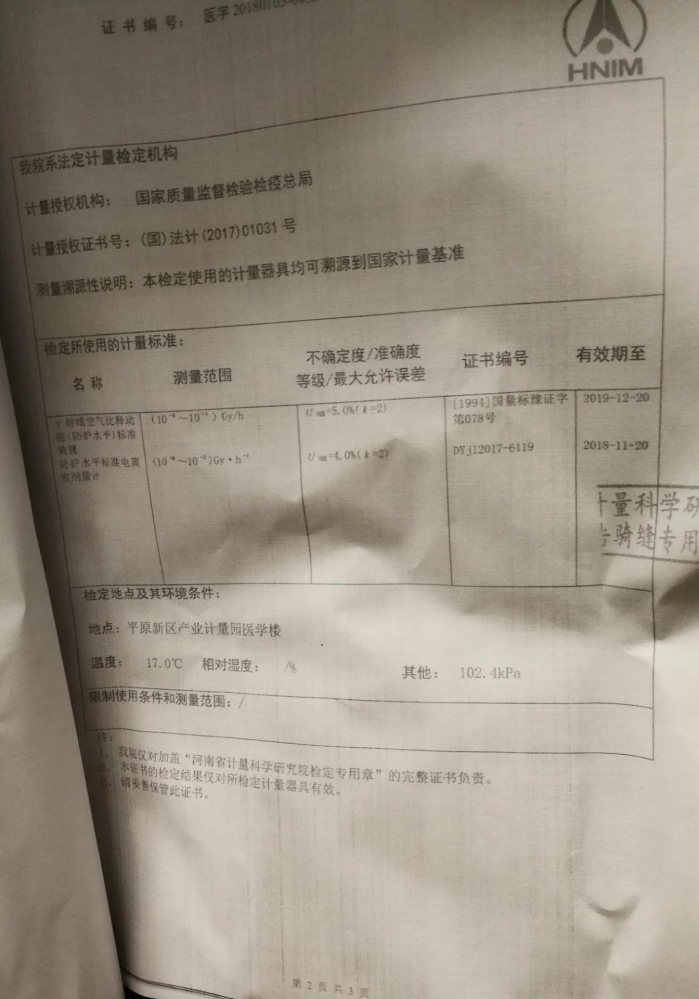 证书编号： 医字20180103-
HNIM
我院系法定计量检定机构
计量授权机构： 国家质量监督检验检疫总局
计量授权证书号：(国)法计(2017)01031号
测量溯源性说明：本检定使用的计量器具均可溯源到国家计量基准
检定所使用的计量标准：
名 称 测量范围 不确定度/准确度 证书编号 有效期至
等级/最大允许误差
γ射线空气比释动 Gy/h =5.0%(k=2) [1994]国量标豫证字 2019-12-20
能(防护水平)标准 第078号
装置
防护水平标准电离 Gy·h⁻¹ =4.0%(k=2) DYjl2017-6119 2018-11-20
室剂量计
计量科学研
告骑缝专用
检定地点及其环境条件：
地点：平原新区产业计量园医学楼
温度： 17.0℃ 相对湿度： /% 其他： 102.4kPa
限制使用条件和测量范围：/
注：
1. 我院仅对加盖“河南省计量科学研究院检定专用章”的完整证书负责。
2. 本证书的检定结果仅对所检定计量器具有效。
3. 请妥善保管此证书。
第 2 页 共 3 页